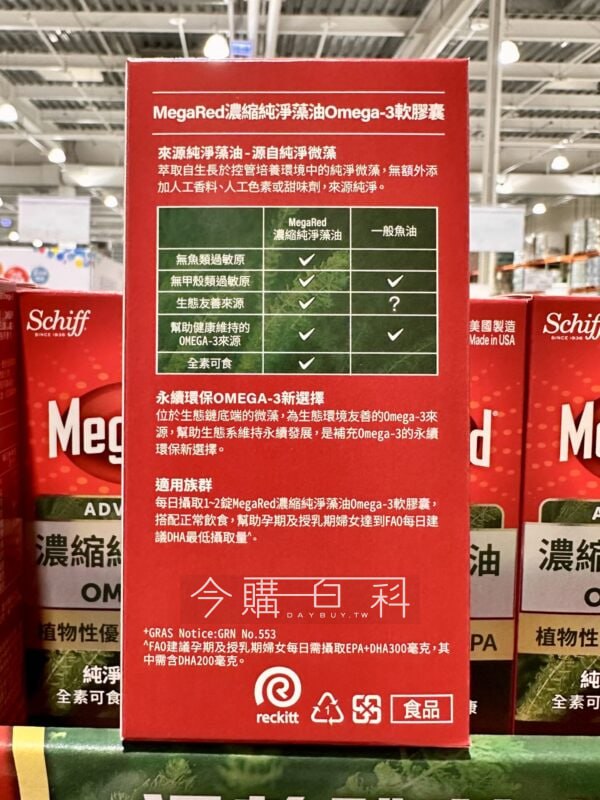 MegaRed濃縮純淨藻油Omega-3軟膠囊
來源純淨藻油-源自純淨微藻
萃取自生長於控管培養環境中的純淨微藻，無額外添
加人工香料、人工色素或甜味劑，來源純淨。
MegaRed
濃縮純淨藻油 一般魚油
無魚類過敏原 ✓
無甲殼類過敏原 ✓ ✓
生態友善來源 ✓ ?
幫助健康維持的
OMEGA-3來源 ✓ ✓
全素可食 ✓
永續環保OMEGA-3新選擇
位於生態鏈底端的微藻，為生態環境友善的Omega-3來
源，幫助生態系維持永續發展，是補充Omega-3的永續
環保新選擇。
適用族群
每日攝取1~2錠MegaRed濃縮純淨藻油Omega-3軟膠囊，
搭配正常飲食，幫助孕期及授乳期婦女達到FAO每日建
議DHA最低攝取量^。
今購百科
DAYBUY.TW
+GRAS Notice:GRN No.553
^FAO建議孕期及授乳期婦女每日需攝取EPA+DHA300毫克，其
中需含DHA200毫克。
reckitt
1
食品
Schiff
SINCE 1936
Meg
ADV
濃縮
OM
植物性優
純淨
全素可食
美國製造
Made in USA
d
油
PA
Schiff
SINCE 1936
M
A
濃縮
O
植物性
純
全素可